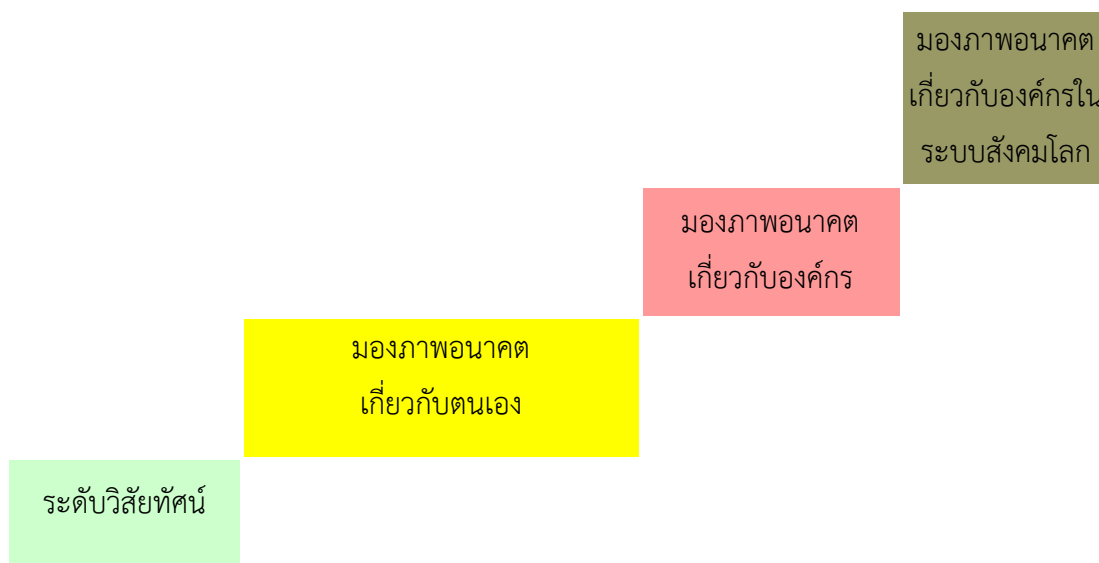 มองภาพอนาคต
เกี่ยวกับองค์กรใน
ระบบสังคมโลก
มองภาพอนาคต
เกี่ยวกับองค์กร
มองภาพอนาคต
เกี่ยวกับตนเอง
ระดับวิสัยทัศน์